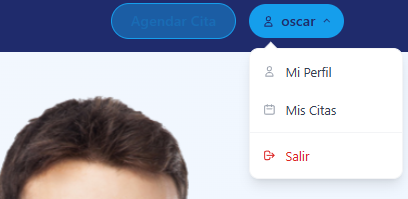 Agendar Cita
oscar
Mi Perfil
Mis Citas
Salir